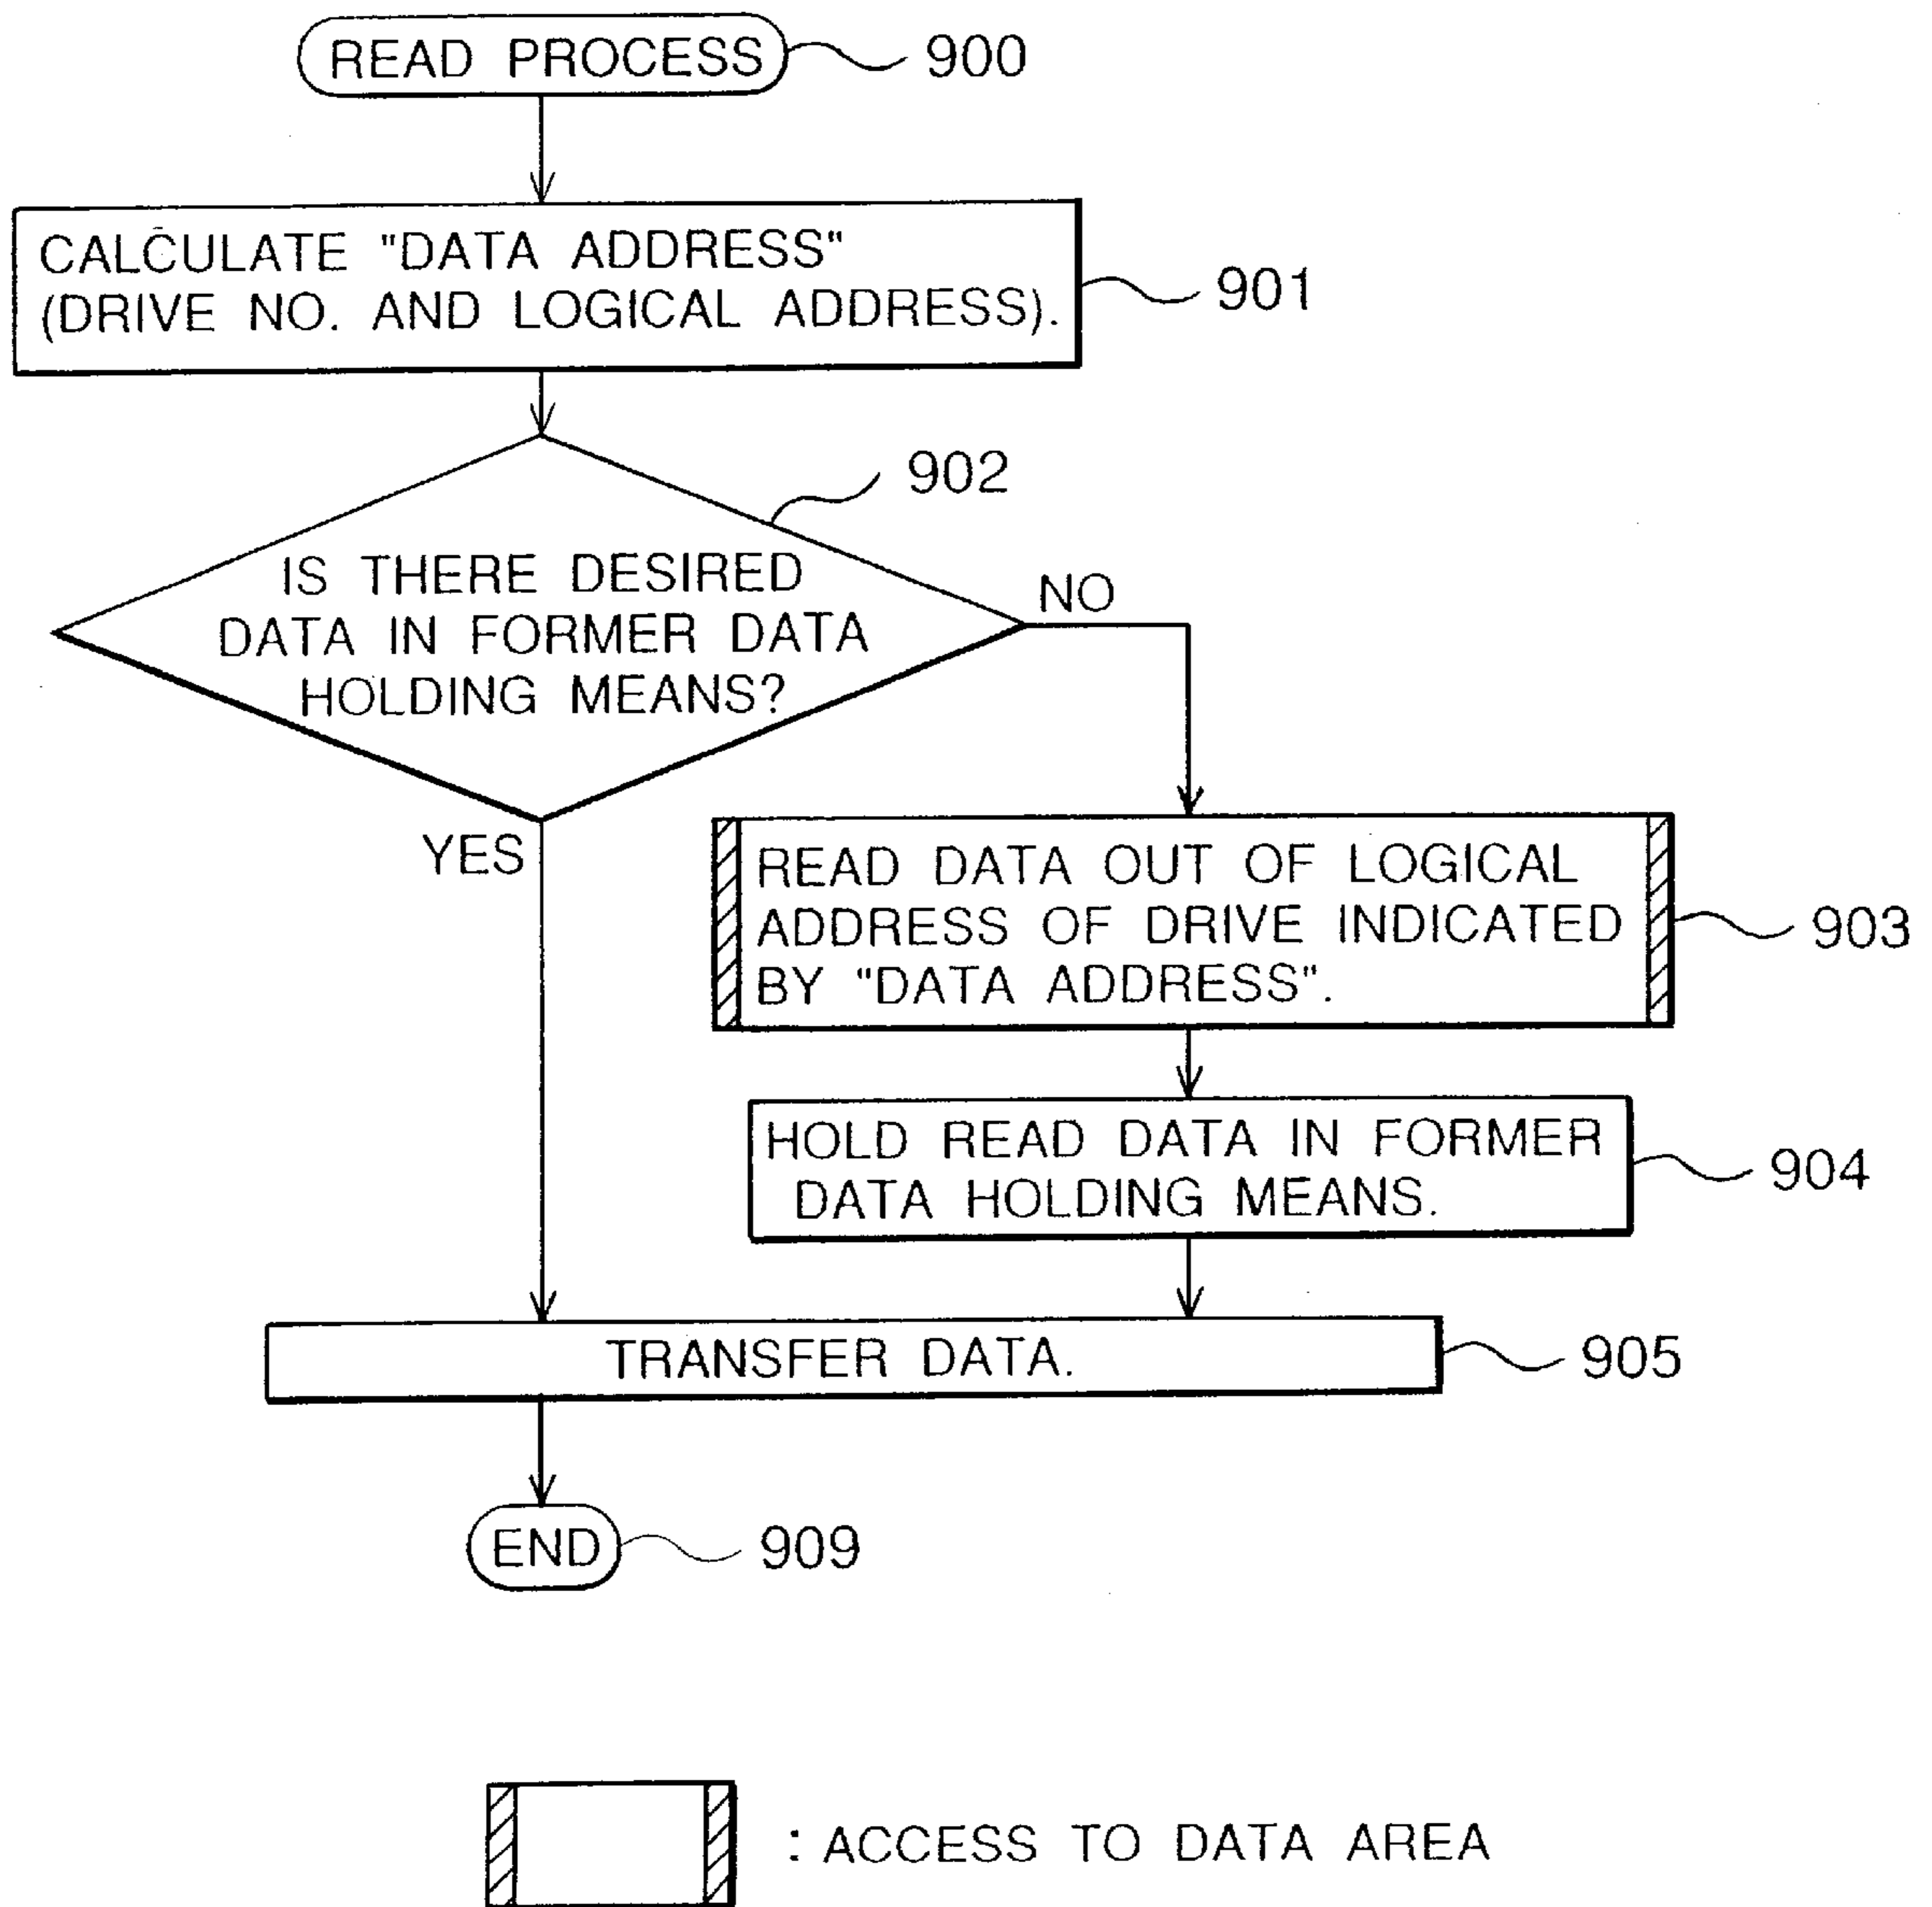 READ PROCESS
900
CALCULATE "DATA ADDRESS"
(DRIVE NO. AND LOGICAL ADDRESS).
901
902
IS THERE DESIRED
DATA IN FORMER DATA
HOLDING MEANS?
NO
YES
READ DATA OUT OF LOGICAL
ADDRESS OF DRIVE INDICATED
BY "DATA ADDRESS".
903
HOLD READ DATA IN FORMER
DATA HOLDING MEANS.
904
TRANSFER DATA.
905
END
909
: ACCESS TO DATA AREA